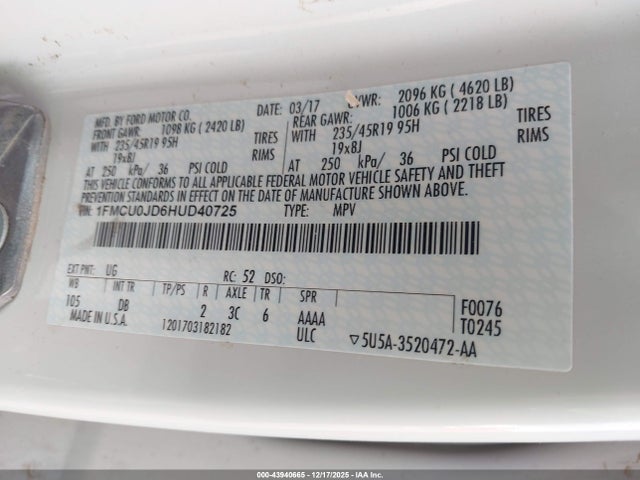 MFD. BY FORD MOTOR CO.
DATE: 03/17 GVWR: 2096 KG ( 4620 LB)
FRONT GAWR: 1098 KG ( 2420 LB) REAR GAWR: 1006 KG ( 2218 LB)
WITH 235/45R19 95H TIRES WITH 235/45R19 95H TIRES
19x8J RIMS 19x8J RIMS
AT 250 kPa/ 36 PSI COLD AT 250 kPa/ 36 PSI COLD
THIS VEHICLE CONFORMS TO ALL APPLICABLE FEDERAL MOTOR VEHICLE SAFETY AND THEFT
PREVENTION STANDARDS IN EFFECT ON THE DATE OF MANUFACTURE SHOWN ABOVE.
VIN: 1FMCU0JD6HUD40725 TYPE: MPV
EXT PNT: UG RC: 52 DSO:
WB INT TR TP/PS R AXLE TR SPR
105 DB 2 3C 6 AAAA F0076
MADE IN U.S.A. 1201703182182 ULC T0245
▽5U5A-3520472-AA
000-43940665 - 12/17/2025 - IAA Inc.